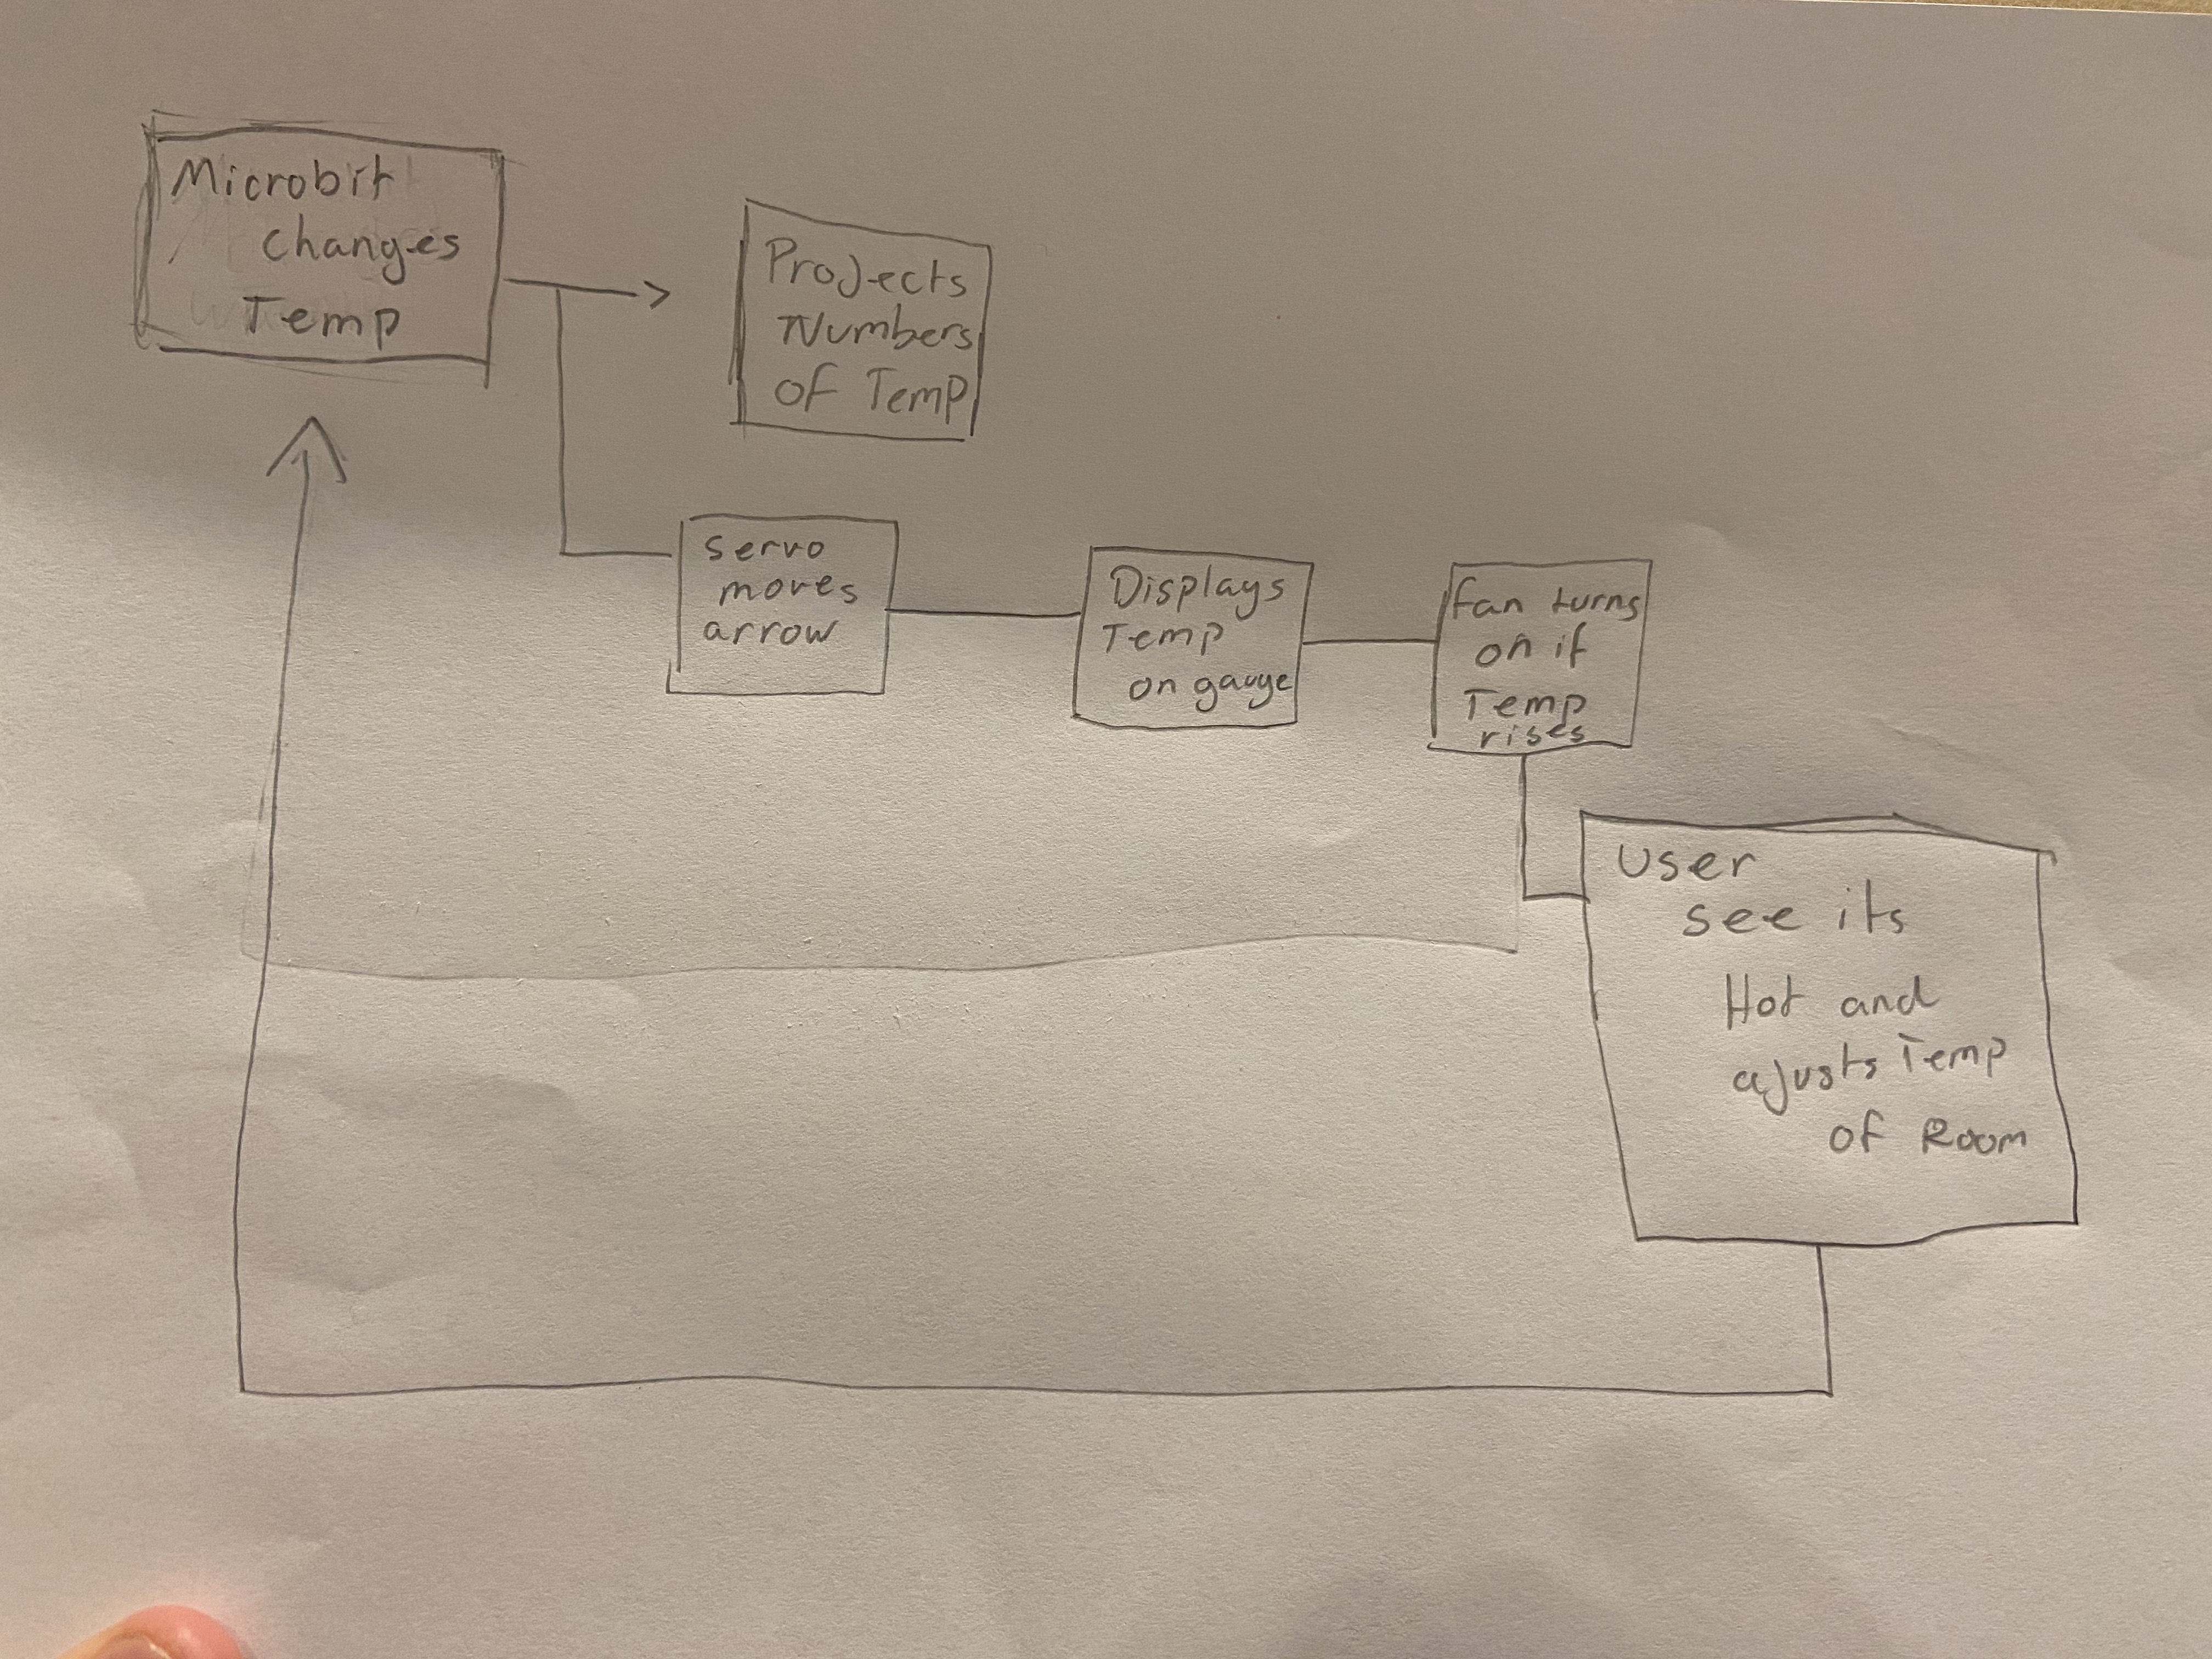 Microbit
changes
Temp
Projects
Numbers
of Temp
servo
moves
arrow
Displays
Temp
on gauge
fan turns
on if
Temp
rises
User
see its
Hot and
ajusts Temp
of Room